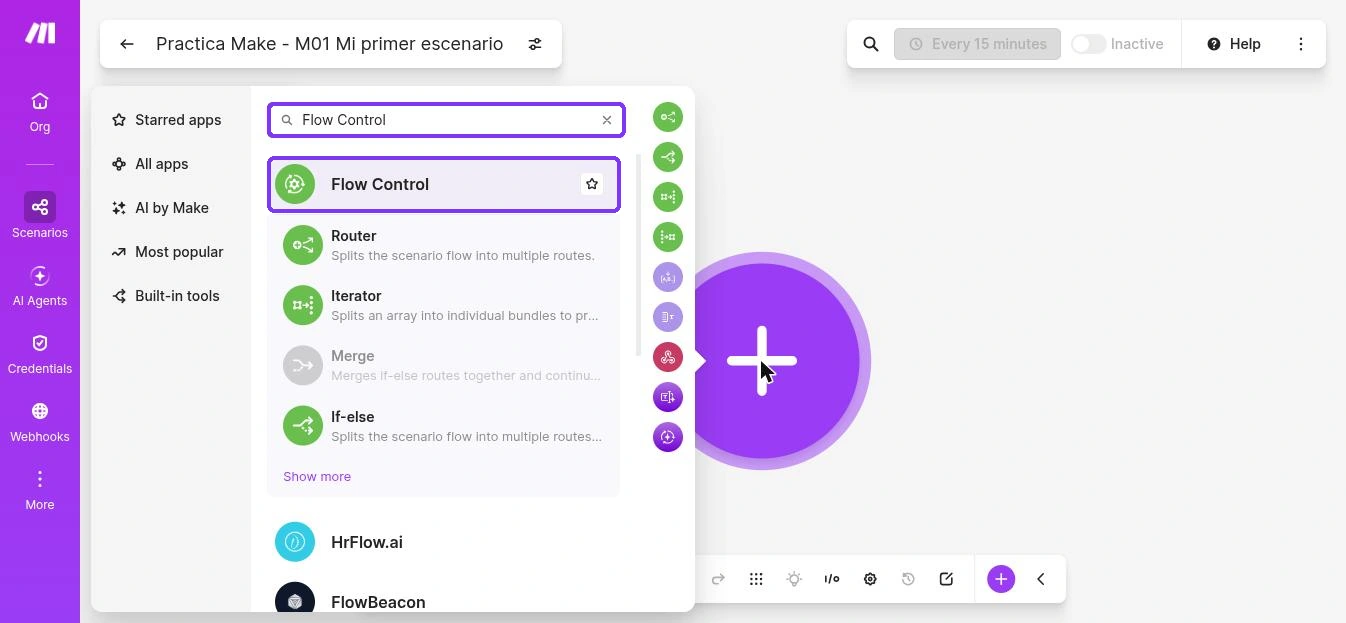 Practica Make - M01 Mi primer escenario
Every 15 minutes
Inactive
Help
Org
Scenarios
AI Agents
Credentials
Webhooks
More
Starred apps
All apps
AI by Make
Most popular
Built-in tools
Flow Control
Flow Control
Router
Splits the scenario flow into multiple routes.
Iterator
Splits an array into individual bundles to pr...
Merge
Merges if-else routes together and continu...
If-else
Splits the scenario flow into multiple routes...
Show more
HrFlow.ai
FlowBeacon